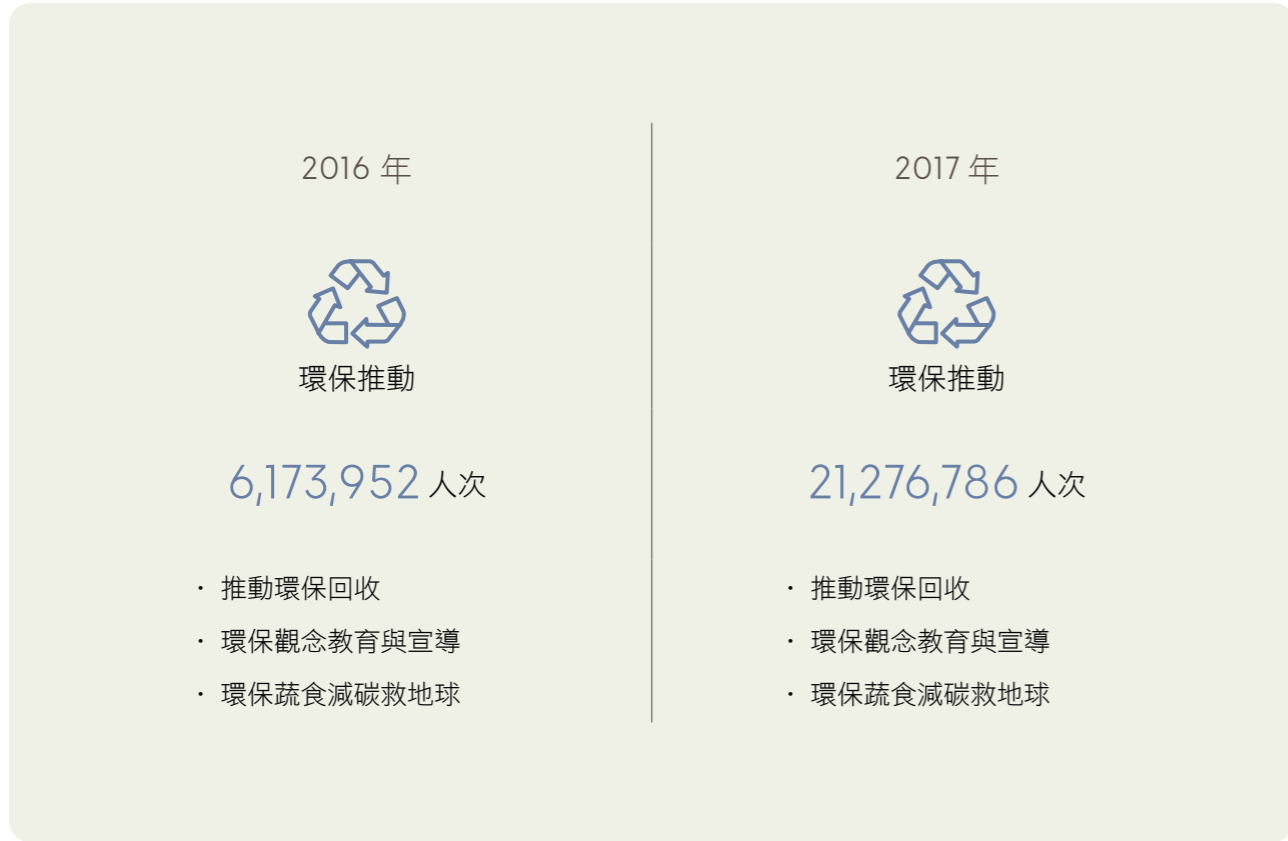 2016 年
環保推動
6,173,952 人次
· 推動環保回收
· 環保觀念教育與宣導
· 環保蔬食減碳救地球
2017 年
環保推動
21,276,786 人次
· 推動環保回收
· 環保觀念教育與宣導
· 環保蔬食減碳救地球